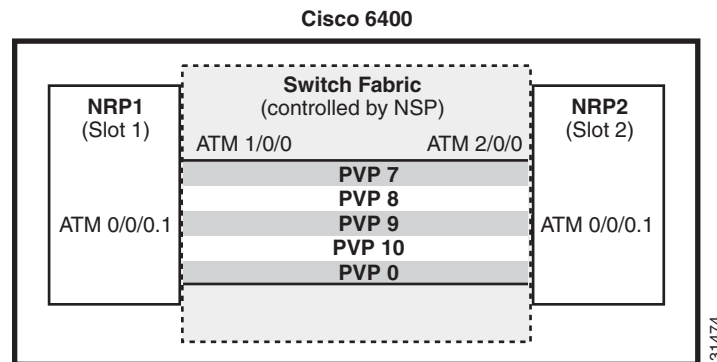 Cisco 6400
NRP1
(Slot 1)
ATM 0/0/0.1
Switch Fabric
(controlled by NSP)
ATM 1/0/0 ATM 2/0/0
PVP 7
PVP 8
PVP 9
PVP 10
PVP 0
NRP2
(Slot 2)
ATM 0/0/0.1
31474